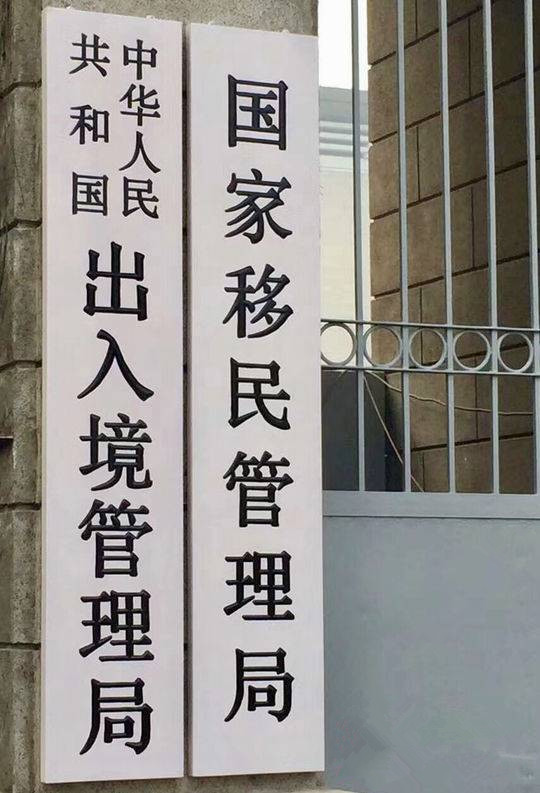 国家移民管理局
中华人民
共和国
出入境管理局